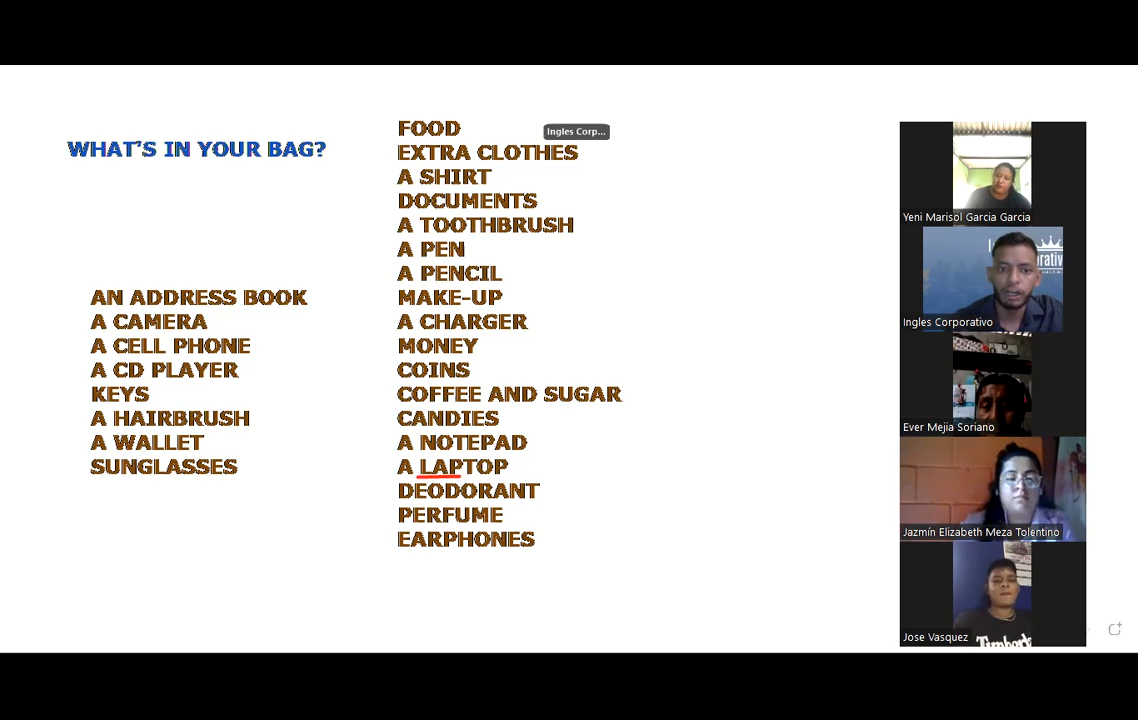 WHAT'S IN YOUR BAG?
AN ADDRESS BOOK
A CAMERA
A CELL PHONE
A CD PLAYER
KEYS
A HAIRBRUSH
A WALLET
SUNGLASSES
FOOD
EXTRA CLOTHES
A SHIRT
DOCUMENTS
A TOOTHBRUSH
A PEN
A PENCIL
MAKE-UP
A CHARGER
MONEY
COINS
COFFEE AND SUGAR
CANDIES
A NOTEPAD
A LAPTOP
DEODORANT
PERFUME
EARPHONES
Ingles Corp...
Yeni Marisol Garcia Garcia
Ingles Corporativo
Ever Mejia Soriano
Jazmín Elizabeth Meza Tolentino
Jose Vasquez